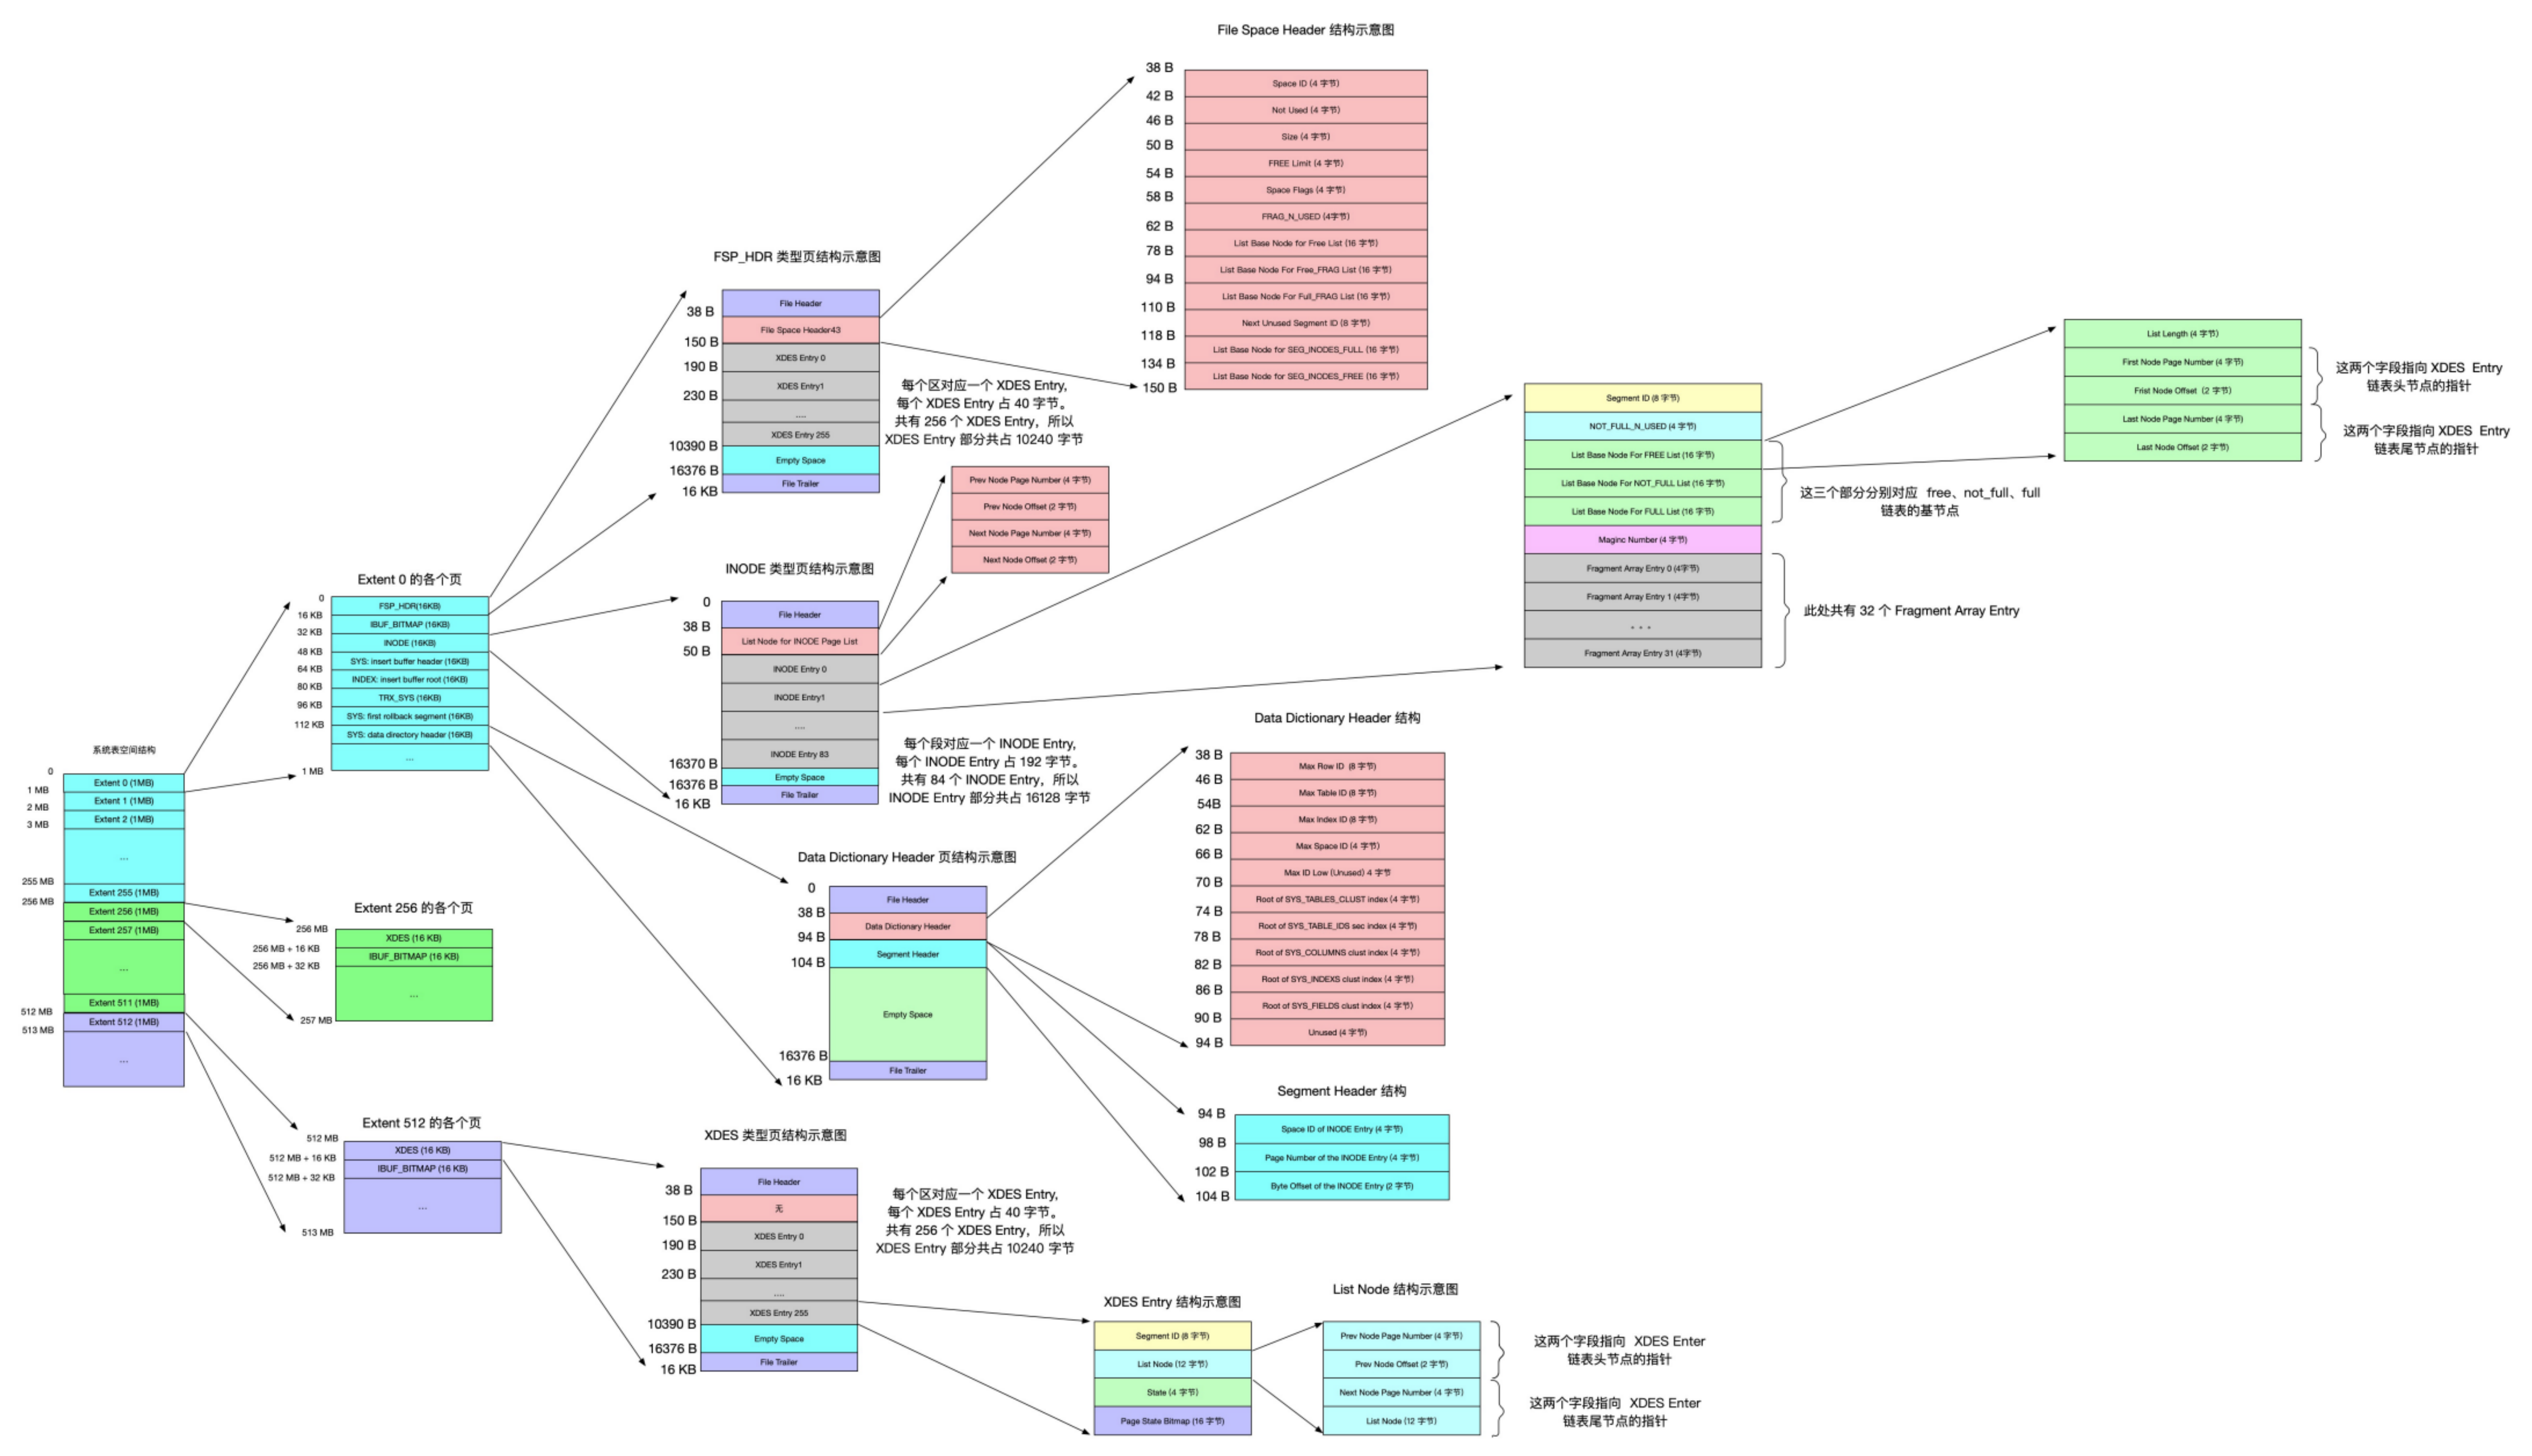 File Space Header 结构示意图
38 B
Space ID (4 字节)
42 B
Not Used (4 字节)
46 B
Size (4 字节)
50 B
FREE Limit (4 字节)
54 B
Space Flags (4 字节)
58 B
FRAG_N_USED (4字节)
62 B
List Base Node for Free List (16 字节)
78 B
List Base Node For Free_FRAG List (16 字节)
94 B
List Base Node For Full_FRAG List (16 字节)
110 B
Next Unused Segment ID (8 字节)
118 B
List Base Node for SEG_INODES_FULL (16 字节)
134 B
List Base Node for SEG_INODES_FREE (16 字节)
150 B
FSP_HDR 类型页结构示意图
File Header
38 B
File Space Header43
150 B
XDES Entry 0
190 B
XDES Entry1
230 B
....
XDES Entry 255
10390 B
Empty Space
16376 B
File Trailer
16 KB
每个区对应一个 XDES Entry,
每个 XDES Entry 占 40 字节。
共有 256 个 XDES Entry，所以
XDES Entry 部分共占 10240 字节
Prev Node Page Number (4 字节)
Prev Node Offset (2 字节)
Next Node Page Number (4 字节)
Next Node Offset (2 字节)
Segment ID (8 字节)
NOT_FULL_N_USED (4 字节)
List Base Node For FREE List (16 字节)
List Base Node For NOT_FULL List (16 字节)
List Base Node For FULL List (16 字节)
Maginc Number (4 字节)
Fragment Array Entry 0 (4字节)
Fragment Array Entry 1 (4字节)
。。。
Fragment Array Entry 31 (4字节)
这三个部分分别对应 free、not_full、full
链表的基节点
此处共有 32 个 Fragment Array Entry
List Length (4 字节)
First Node Page Number (4 字节)
Frist Node Offset (2 字节)
Last Node Page Number (4 字节)
Last Node Offset (2 字节)
这两个字段指向 XDES Entry
链表头节点的指针
这两个字段指向 XDES Entry
链表尾节点的指针
Extent 0 的各个页
0
FSP_HDR(16KB)
16 KB
IBUF_BITMAP (16KB)
32 KB
INODE (16KB)
48 KB
SYS: insert buffer header (16KB)
64 KB
INDEX: insert buffer root (16KB)
80 KB
TRX_SYS (16KB)
96 KB
SYS: first rollback segment (16KB)
112 KB
SYS: data directory header (16KB)
...
1 MB
INODE 类型页结构示意图
0
File Header
38 B
List Node for INODE Page List
50 B
INODE Entry 0
INODE Entry1
....
INODE Entry 83
16370 B
Empty Space
16376 B
File Trailer
16 KB
每个段对应一个 INODE Entry,
每个 INODE Entry 占 192 字节。
共有 84 个 INODE Entry，所以
INODE Entry 部分共占 16128 字节
系统表空间结构
0
Extent 0 (1MB)
1 MB
Extent 1 (1MB)
2 MB
Extent 2 (1MB)
3 MB
...
255 MB
Extent 255 (1MB)
256 MB
Extent 256 (1MB)
Extent 257 (1MB)
...
Extent 511 (1MB)
512 MB
Extent 512 (1MB)
513 MB
...
Extent 256 的各个页
256 MB
XDES (16 KB)
256 MB + 16 KB
IBUF_BITMAP (16 KB)
256 MB + 32 KB
...
257 MB
Data Dictionary Header 页结构示意图
0
File Header
38 B
Data Dictionary Header
94 B
Segment Header
104 B
Empty Space
16376 B
File Trailer
16 KB
Data Dictionary Header 结构
38 B
Max Row ID (8 字节)
46 B
Max Table ID (8 字节)
54B
Max Index ID (8 字节)
62 B
Max Space ID (4 字节)
66 B
Max ID Low (Unused) 4 字节
70 B
Root of SYS_TABLES_CLUST index (4 字节)
74 B
Root of SYS_TABLE_IDS sec index (4 字节)
78 B
Root of SYS_COLUMNS clust index (4 字节)
82 B
Root of SYS_INDEXS clust index (4 字节)
86 B
Root of SYS_FIELDS clust index (4 字节)
90 B
Unused (4 字节)
94 B
Segment Header 结构
94 B
Space ID of INODE Entry (4 字节)
98 B
Page Number of the INODE Entry (4 字节)
102 B
Byte Offset of the INODE Entry (2 字节)
104 B
Extent 512 的各个页
512 MB
XDES (16 KB)
512 MB + 16 KB
IBUF_BITMAP (16 KB)
512 MB + 32 KB
...
513 MB
XDES 类型页结构示意图
File Header
38 B
无
150 B
XDES Entry 0
190 B
XDES Entry1
230 B
....
XDES Entry 255
10390 B
Empty Space
16376 B
File Trailer
16 KB
每个区对应一个 XDES Entry,
每个 XDES Entry 占 40 字节。
共有 256 个 XDES Entry，所以
XDES Entry 部分共占 10240 字节
XDES Entry 结构示意图
Segment ID (8 字节)
List Node (12 字节)
State (4 字节)
Page State Bitmap (16 字节)
List Node 结构示意图
Prev Node Page Number (4 字节)
Prev Node Offset (2 字节)
Next Node Page Number (4 字节)
List Node (12 字节)
这两个字段指向 XDES Enter
链表头节点的指针
这两个字段指向 XDES Enter
链表尾节点的指针